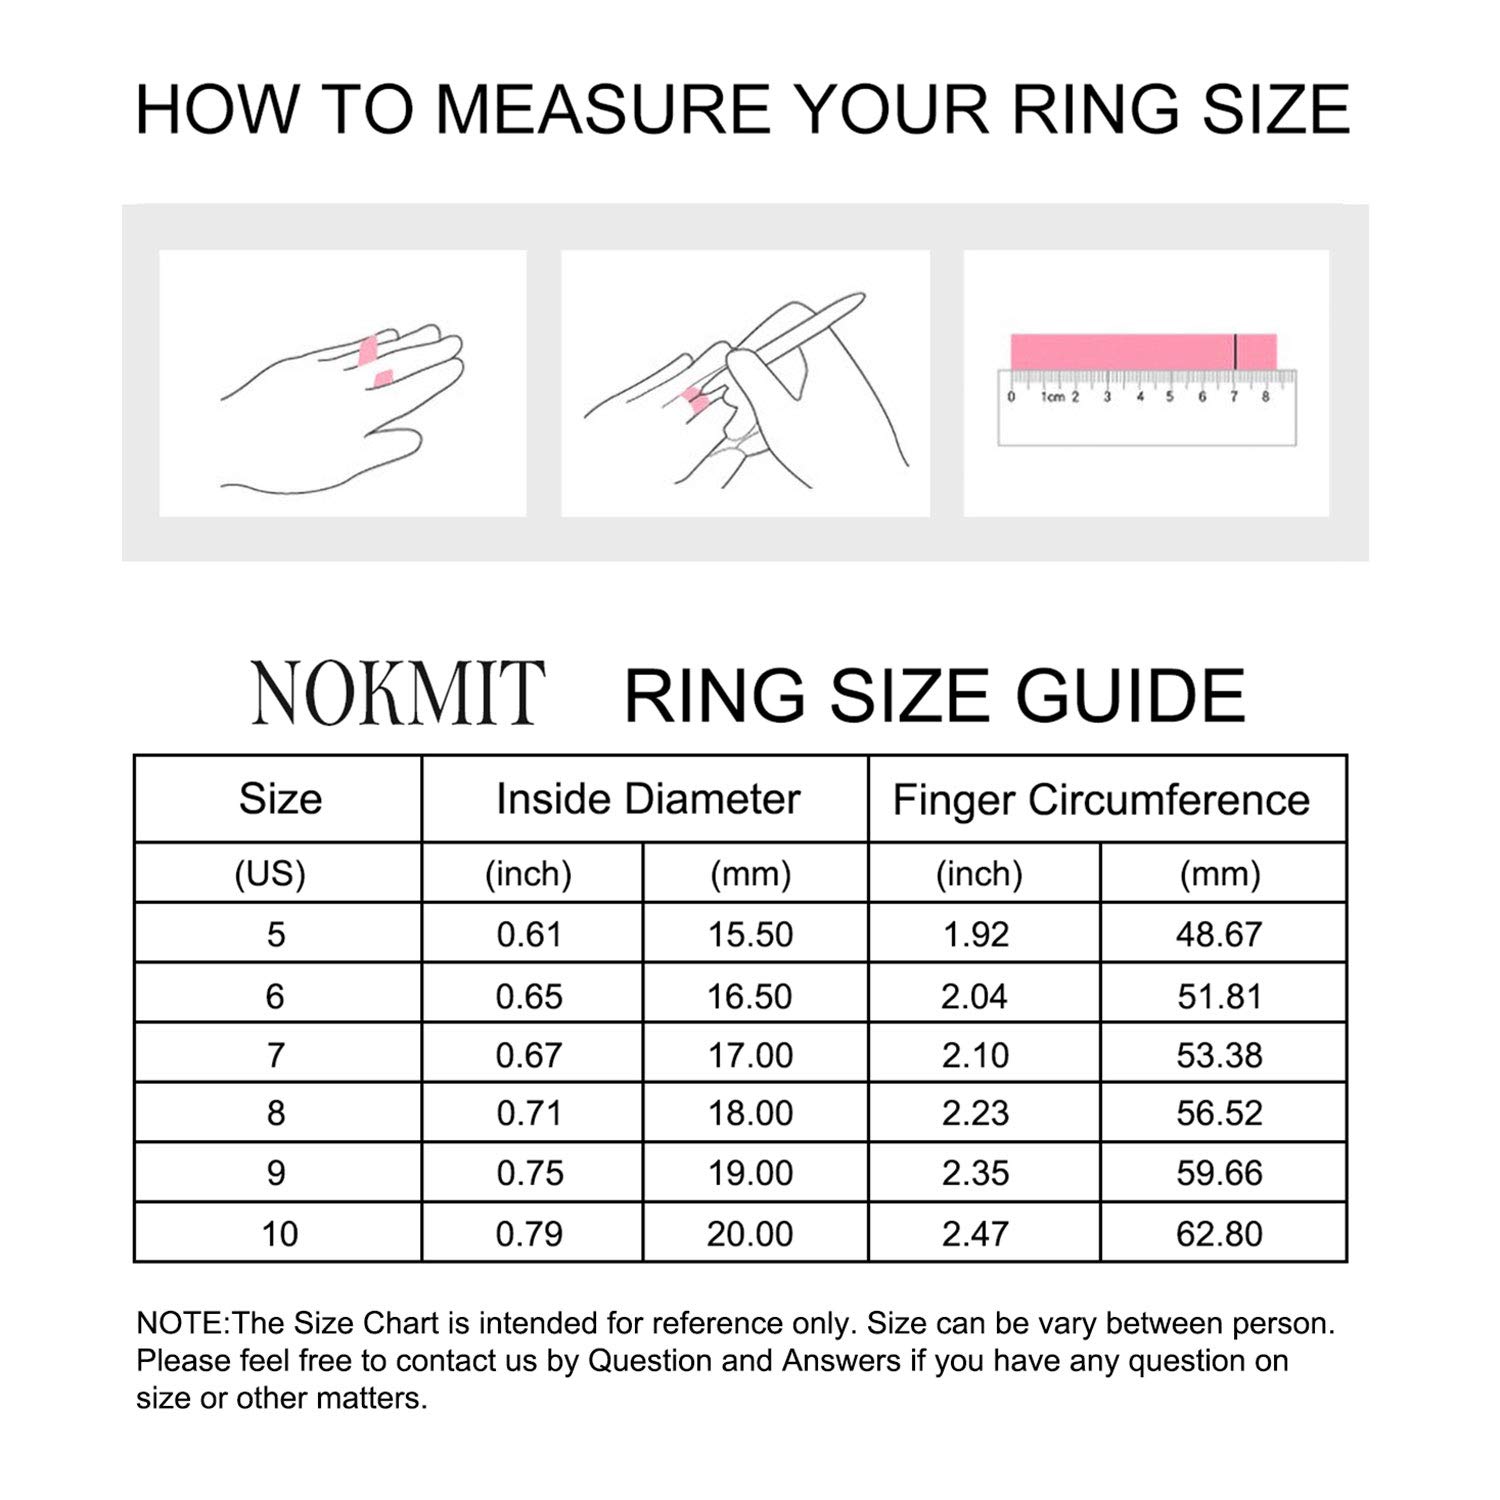 HOW TO MEASURE YOUR RING SIZE
0 1cm 2 3 4 5 6 7 8
NOKMIT RING SIZE GUIDE
Size Inside Diameter Finger Circumference
(US) (inch) (mm) (inch) (mm)
5 0.61 15.50 1.92 48.67
6 0.65 16.50 2.04 51.81
7 0.67 17.00 2.10 53.38
8 0.71 18.00 2.23 56.52
9 0.75 19.00 2.35 59.66
10 0.79 20.00 2.47 62.80
NOTE:The Size Chart is intended for reference only. Size can be vary between person.
Please feel free to contact us by Question and Answers if you have any question on
size or other matters.